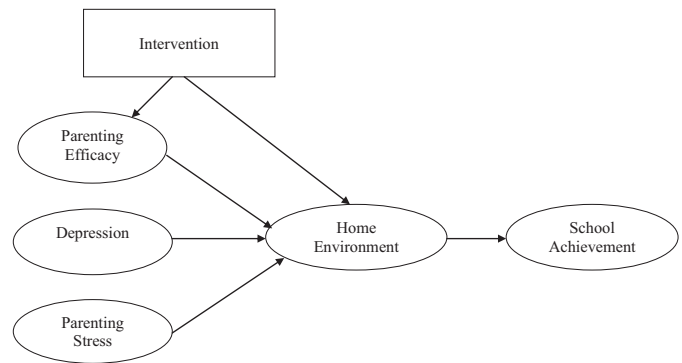 Intervention
Parenting
Efficacy
Depression
Home
Environment
School
Achievement
Parenting
Stress